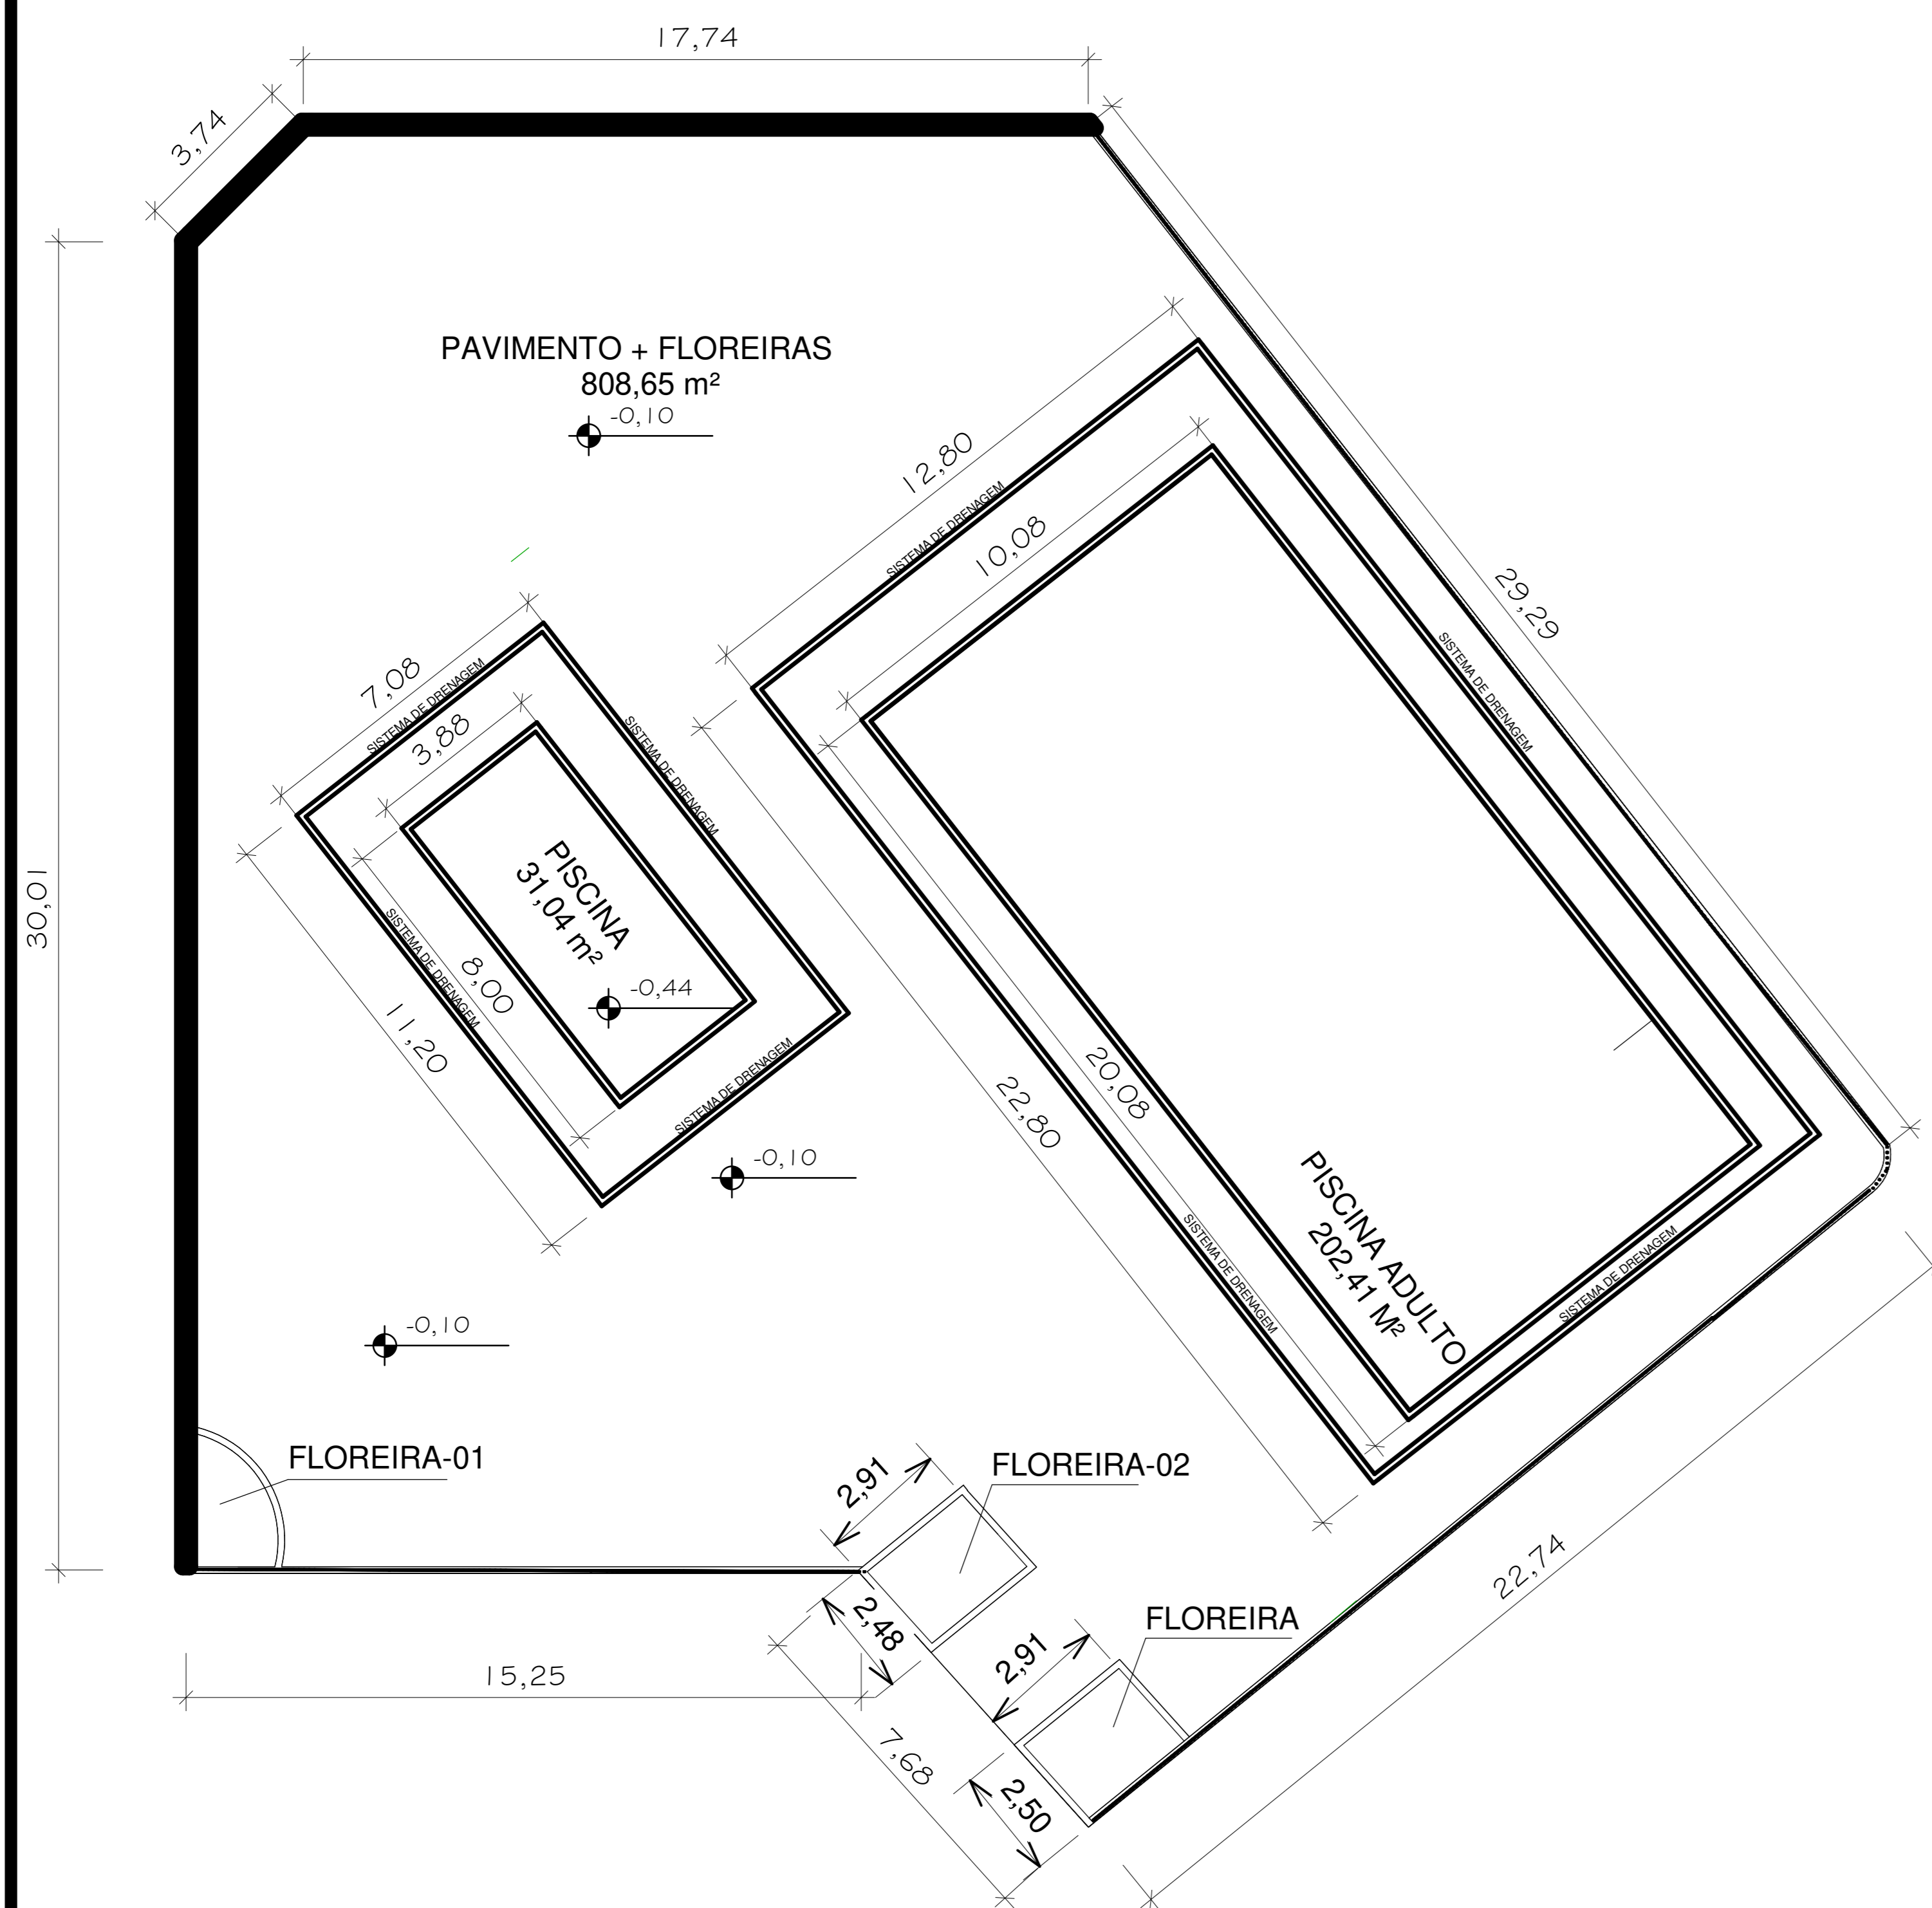 17,74
3,74
PAVIMENTO + FLOREIRAS
808,65 m²
-0,10
12,80
SISTEMA DE DRENAGEM
10,08
29,29
SISTEMA DE DRENAGEM
7,08
SISTEMA DE DRENAGEM
3,88
SISTEMA DE DRENAGEM
30,01
PISCINA
31,04 m²
-0,44
8,00
SISTEMA DE DRENAGEM
11,20
SISTEMA DE DRENAGEM
20,08
22,80
-0,10
PISCINA ADULTO
202,41 M²
SISTEMA DE DRENAGEM
SISTEMA DE DRENAGEM
-0,10
FLOREIRA-01
2,91
FLOREIRA-02
22,74
2,48
FLOREIRA
2,91
15,25
7,68
2,50